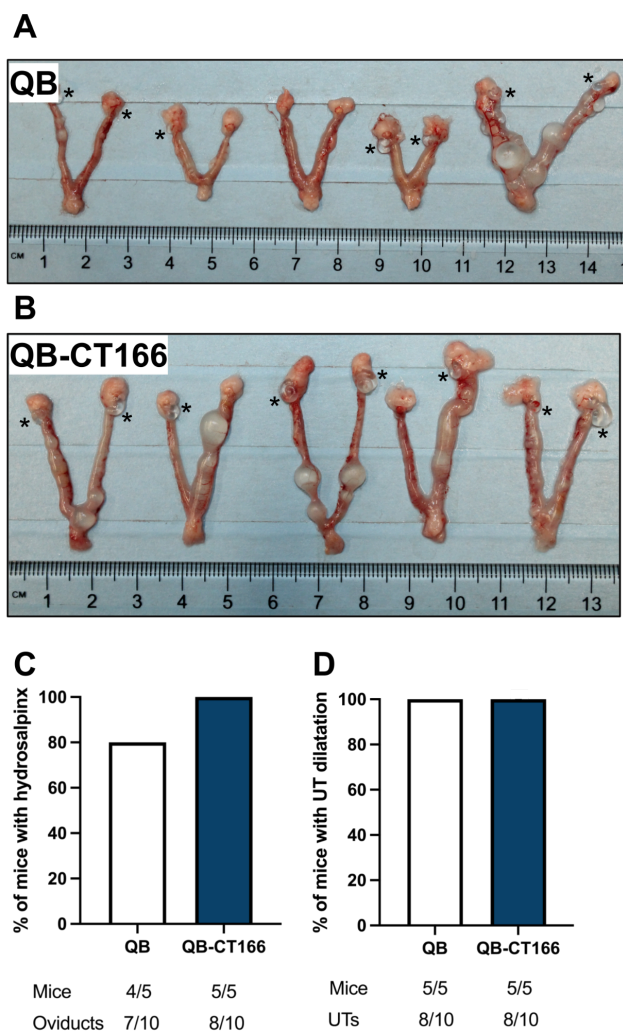 A
QB
* * * * * * *
CM 1 2 3 4 5 6 7 8 9 10 11 12 13 14
B
QB-CT166
* * * * * * * *
CM 1 2 3 4 5 6 7 8 9 10 11 12 13
C
% of mice with hydrosalpinx
100
80
60
40
20
0
QB QB-CT166
Mice 4/5 5/5
Oviducts 7/10 8/10
D
% of mice with UT dilatation
100
80
60
40
20
0
QB QB-CT166
Mice 5/5 5/5
UTs 8/10 8/10